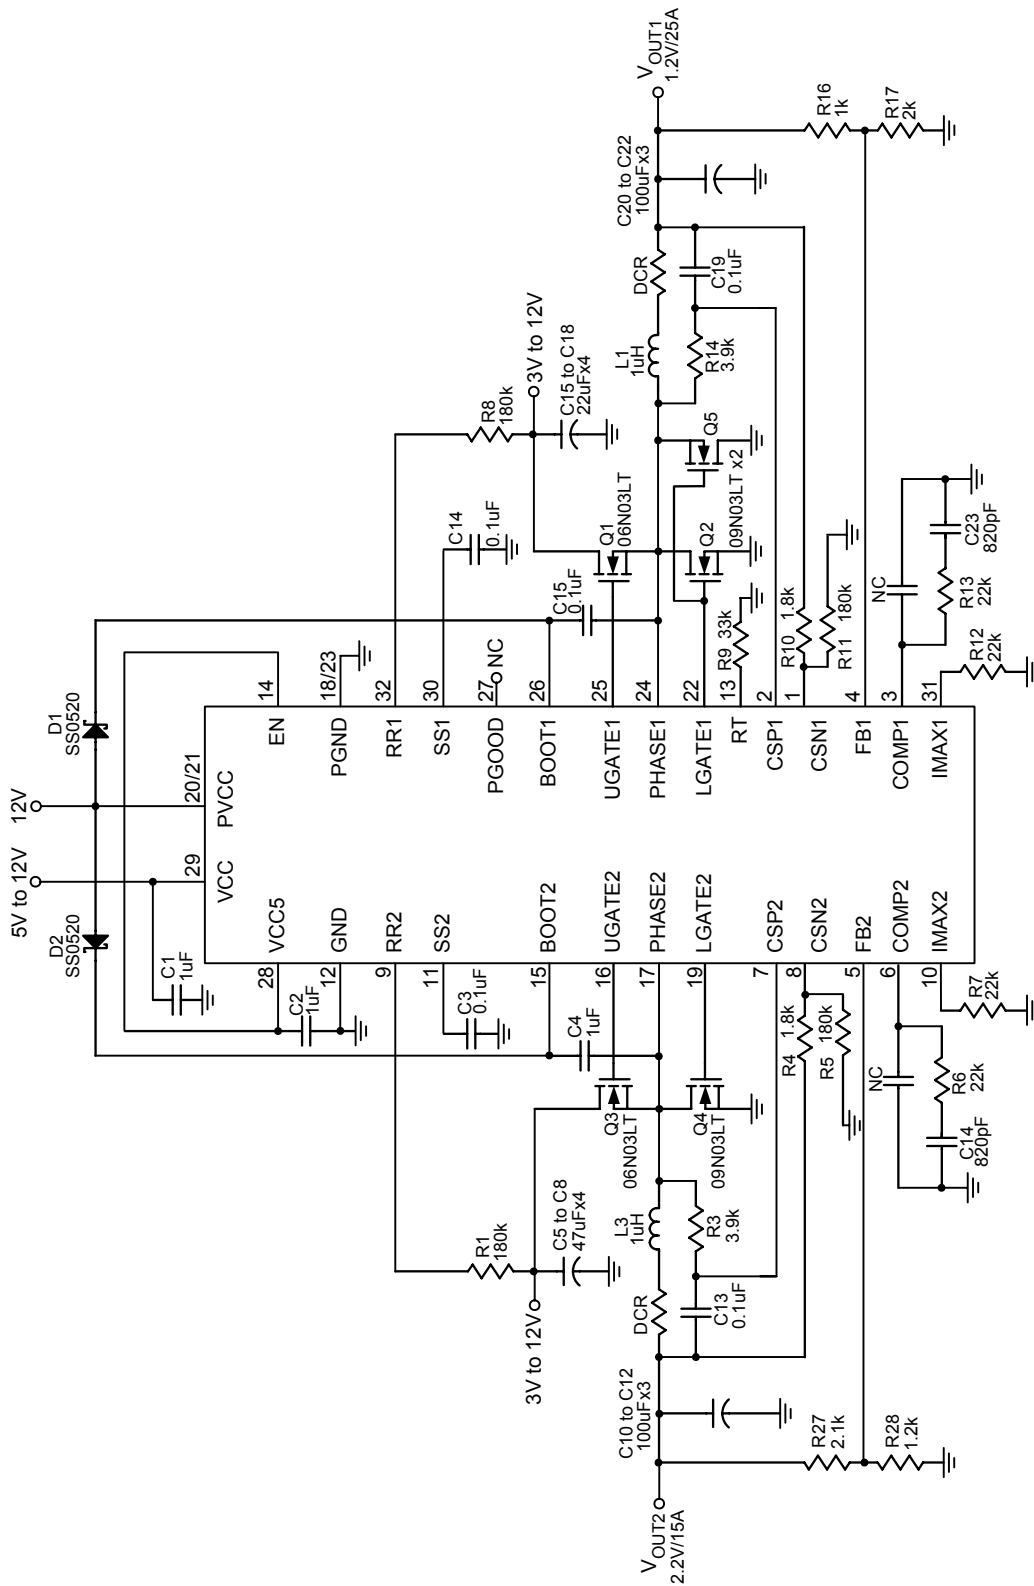 5V to 12V
12V
D2
SS0520
D1
SS0520
C1
1uF
29
VCC
20/21
PVCC
28
VCC5
C2
1uF
12
GND
9
RR2
R1
180k
11
SS2
C3
0.1uF
15
BOOT2
C4
1uF
16
UGATE2
17
PHASE2
19
LGATE2
7
CSP2
8
CSN2
5
FB2
6
COMP2
10
IMAX2
14
EN
18/23
PGND
32
RR1
R8
180k
30
SS1
C14
0.1uF
27
PGOOD
NC
26
BOOT1
C15
0.1uF
25
UGATE1
24
PHASE1
22
LGATE1
13
RT
2
CSP1
1
CSN1
4
FB1
3
COMP1
31
IMAX1
3V to 12V
C5 to C8
47uFx4
Q3
06N03LT
Q4
09N03LT
L3
1uH
DCR
R3
3.9k
C13
0.1uF
C10 to C12
100uFx3
VOUT2
2.2V/15A
R27
2.1k
R28
1.2k
R4
1.8k
R5
180k
NC
R6
22k
C14
820pF
R7
22k
3V to 12V
C15 to C18
22uFx4
Q1
06N03LT
Q2
09N03LT x2
Q5
L1
1uH
DCR
R14
3.9k
C19
0.1uF
C20 to C22
100uFx3
VOUT1
1.2V/25A
R16
1k
R17
2k
R9
33k
R10
1.8k
R11
180k
NC
R13
22k
C23
820pF
R12
22k